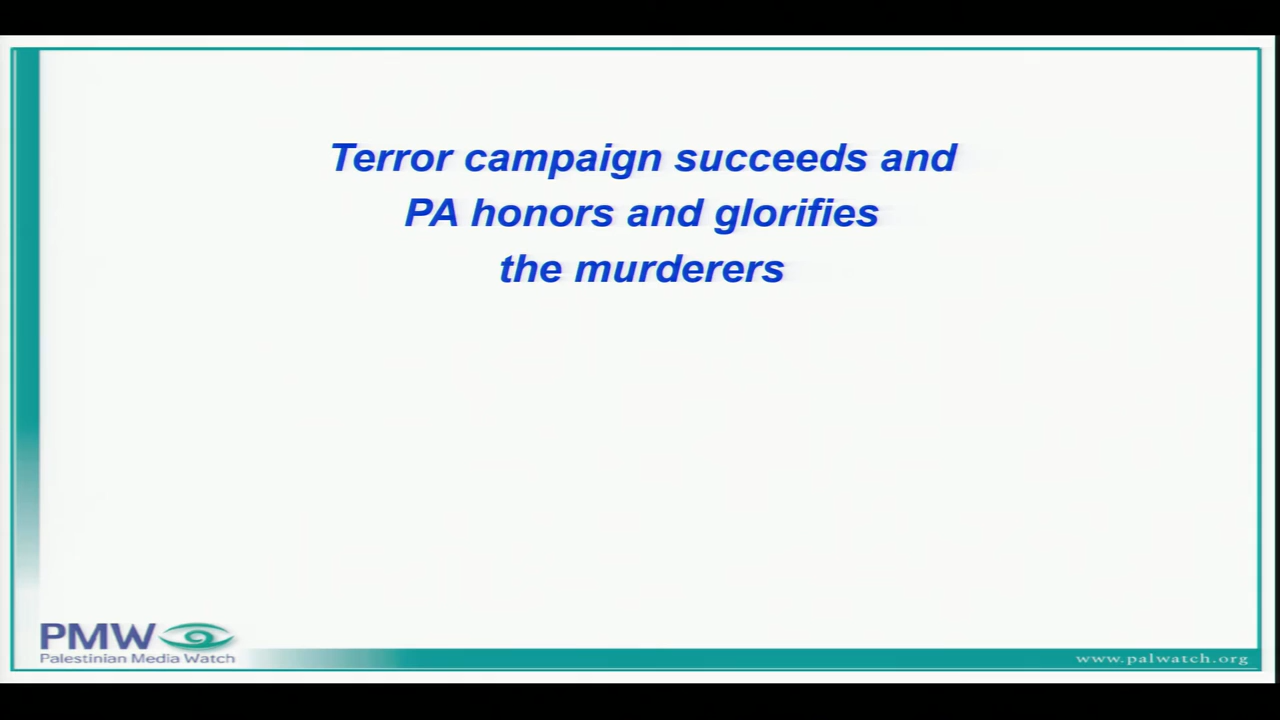 Terror campaign succeeds and
PA honors and glorifies
the murderers
PMW
Palestinian Media Watch
www.palwatch.org